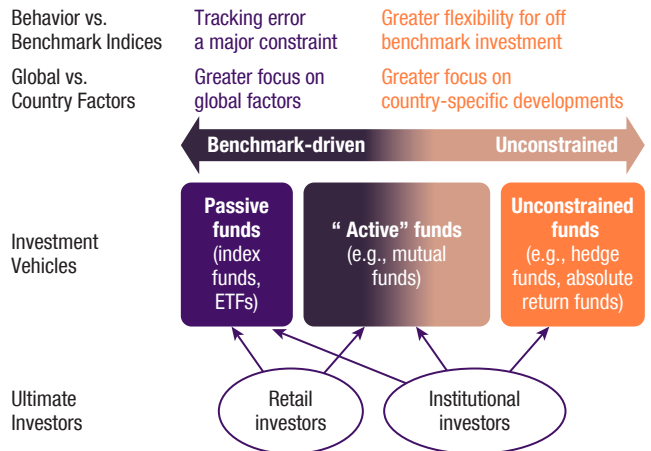 Behavior vs.
Benchmark Indices
Tracking error
a major constraint
Greater flexibility for off
benchmark investment
Global vs.
Country Factors
Greater focus on
global factors
Greater focus on
country-specific developments
Benchmark-driven
Unconstrained
Investment
Vehicles
Passive
funds
(index
funds,
ETFs)
“ Active” funds
(e.g., mutual
funds)
Unconstrained
funds
(e.g., hedge
funds, absolute
return funds)
Ultimate
Investors
Retail
investors
Institutional
investors